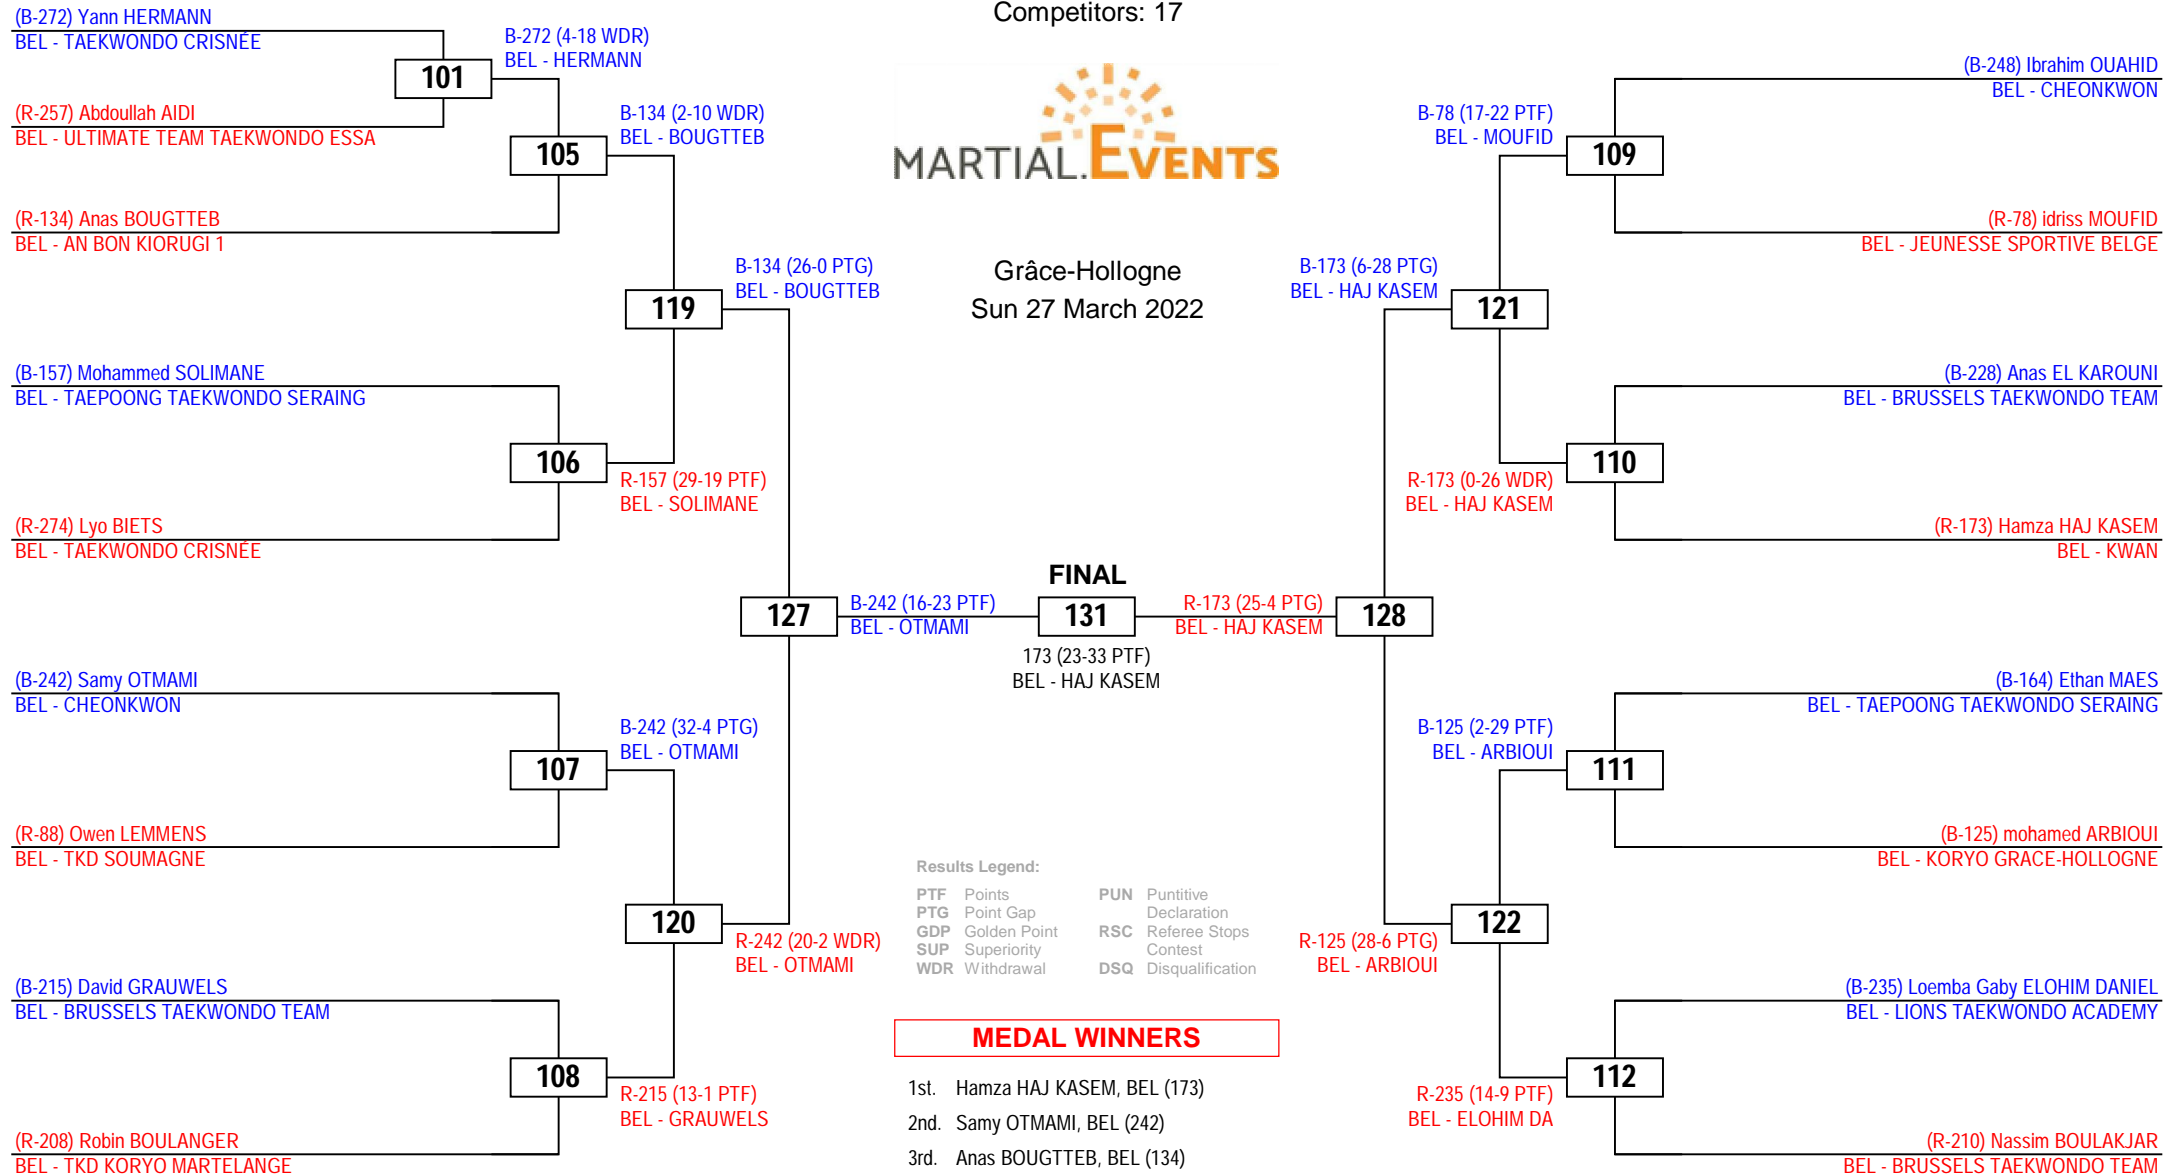 Competitors: 17
MARTIAL.EVENTS
Grâce-Hollogne
Sun 27 March 2022
(B-272) Yann HERMANN
BEL - TAEKWONDO CRISNÉE
101
B-272 (4-18 WDR)
BEL - HERMANN
(R-257) Abdoullah AIDI
BEL - ULTIMATE TEAM TAEKWONDO ESSA
105
B-134 (2-10 WDR)
BEL - BOUGTTEB
(R-134) Anas BOUGTTEB
BEL - AN BON KIORUGI 1
119
B-134 (26-0 PTG)
BEL - BOUGTTEB
(B-157) Mohammed SOLIMANE
BEL - TAEPOONG TAEKWONDO SERAING
106
R-157 (29-19 PTF)
BEL - SOLIMANE
(R-274) Lyo BIETS
BEL - TAEKWONDO CRISNÉE
127
B-242 (16-23 PTF)
BEL - OTMAMI
(B-242) Samy OTMAMI
BEL - CHEONKWON
107
B-242 (32-4 PTG)
BEL - OTMAMI
(R-88) Owen LEMMENS
BEL - TKD SOUMAGNE
120
R-242 (20-2 WDR)
BEL - OTMAMI
(B-215) David GRAUWELS
BEL - BRUSSELS TAEKWONDO TEAM
108
R-215 (13-1 PTF)
BEL - GRAUWELS
(R-208) Robin BOULANGER
BEL - TKD KORYO MARTELANGE
FINAL
131
173 (23-33 PTF)
BEL - HAJ KASEM
R-173 (25-4 PTG)
BEL - HAJ KASEM
128
(B-248) Ibrahim OUAHID
BEL - CHEONKWON
B-78 (17-22 PTF)
BEL - MOUFID
109
(R-78) idriss MOUFID
BEL - JEUNESSE SPORTIVE BELGE
B-173 (6-28 PTG)
BEL - HAJ KASEM
121
(B-228) Anas EL KAROUNI
BEL - BRUSSELS TAEKWONDO TEAM
110
R-173 (0-26 WDR)
BEL - HAJ KASEM
(R-173) Hamza HAJ KASEM
BEL - KWAN
(B-164) Ethan MAES
BEL - TAEPOONG TAEKWONDO SERAING
B-125 (2-29 PTF)
BEL - ARBIOUI
111
(B-125) mohamed ARBIOUI
BEL - KORYO GRACE-HOLLOGNE
122
R-125 (28-6 PTG)
BEL - ARBIOUI
(B-235) Loemba Gaby ELOHIM DANIEL
BEL - LIONS TAEKWONDO ACADEMY
112
R-235 (14-9 PTF)
BEL - ELOHIM DA
(R-210) Nassim BOULAKJAR
BEL - BRUSSELS TAEKWONDO TEAM
Results Legend:
PTF Points
PTG Point Gap
GDP Golden Point
SUP Superiority
WDR Withdrawal
PUN Puntitive
Declaration
RSC Referee Stops
Contest
DSQ Disqualification
MEDAL WINNERS
1st. Hamza HAJ KASEM, BEL (173)
2nd. Samy OTMAMI, BEL (242)
3rd. Anas BOUGTTEB, BEL (134)